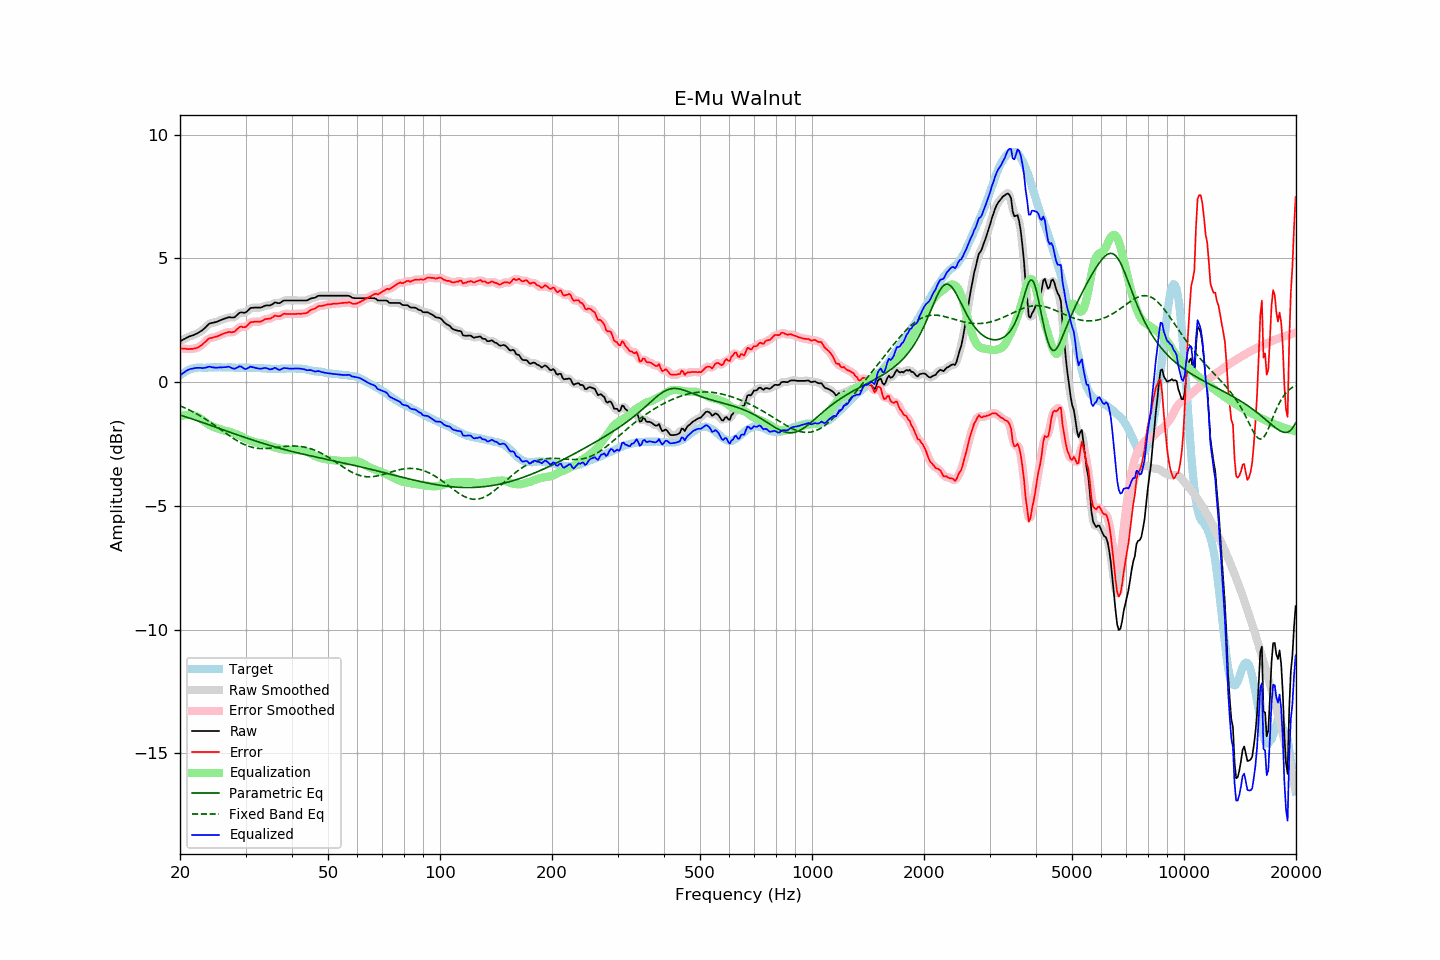 E-Mu Walnut
10
5
0
−5
−10
−15
Amplitude (dBr)
Target
Raw Smoothed
Error Smoothed
Raw
Error
Equalization
Parametric Eq
Fixed Band Eq
Equalized
20 50 100 200 500 1000 2000 5000 10000 20000
Frequency (Hz)